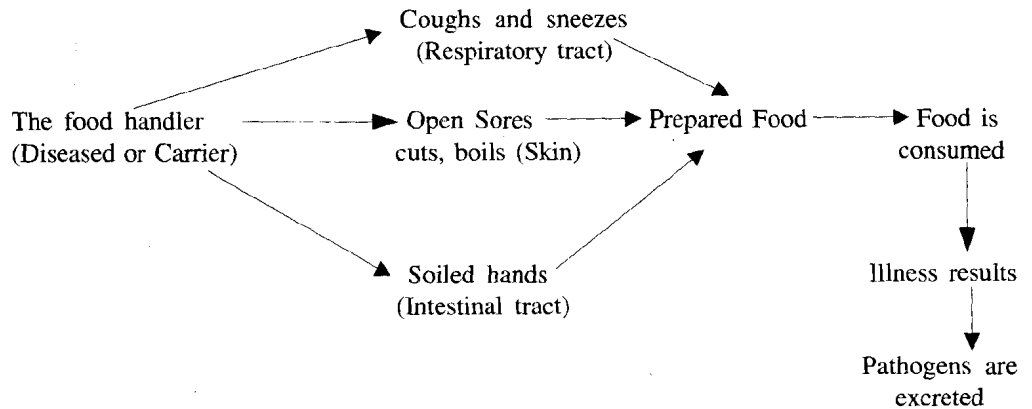 Coughs and sneezes
(Respiratory tract)
The food handler
(Diseased or Carrier)
Open Sores
cuts, boils (Skin)
Prepared Food
Food is
consumed
Soiled hands
(Intestinal tract)
Illness results
Pathogens are
excreted